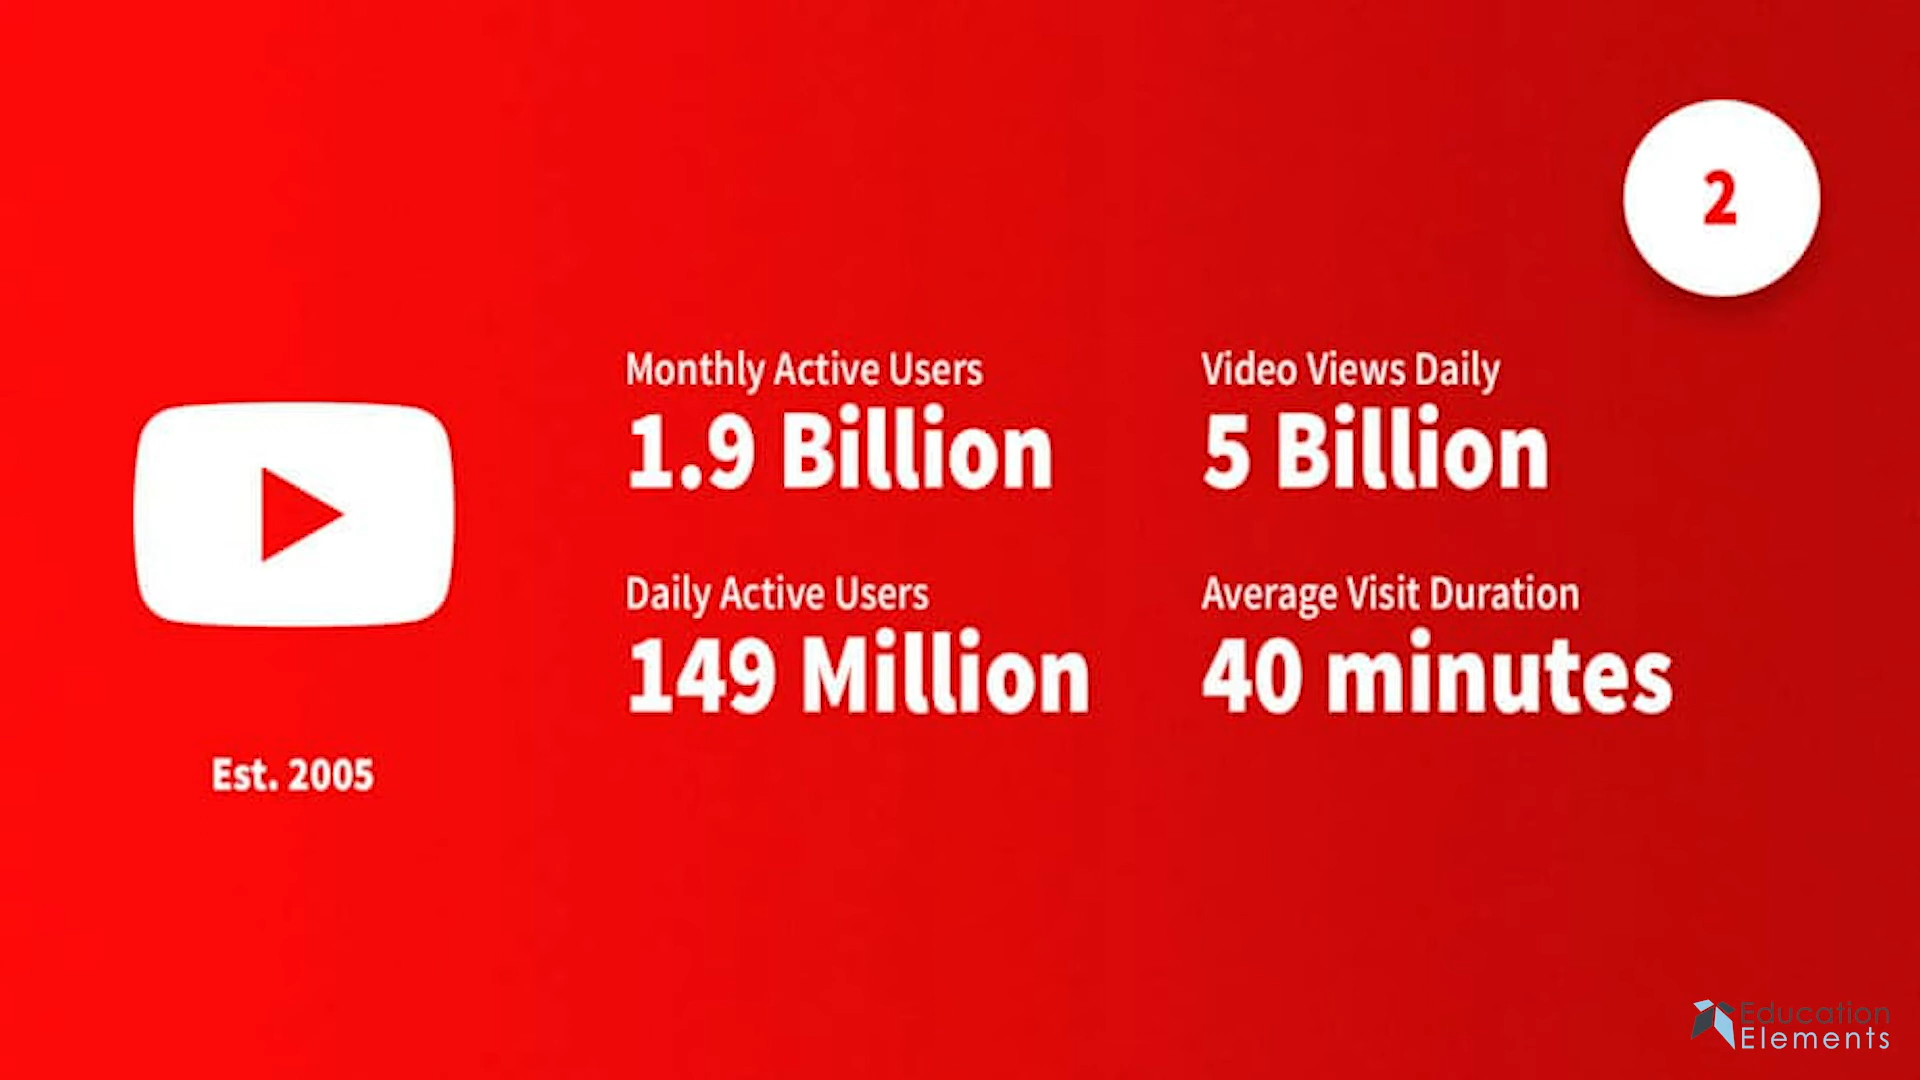 2
Monthly Active Users
1.9 Billion
Video Views Daily
5 Billion
Daily Active Users
149 Million
Average Visit Duration
40 minutes
Est. 2005
Education
Elements